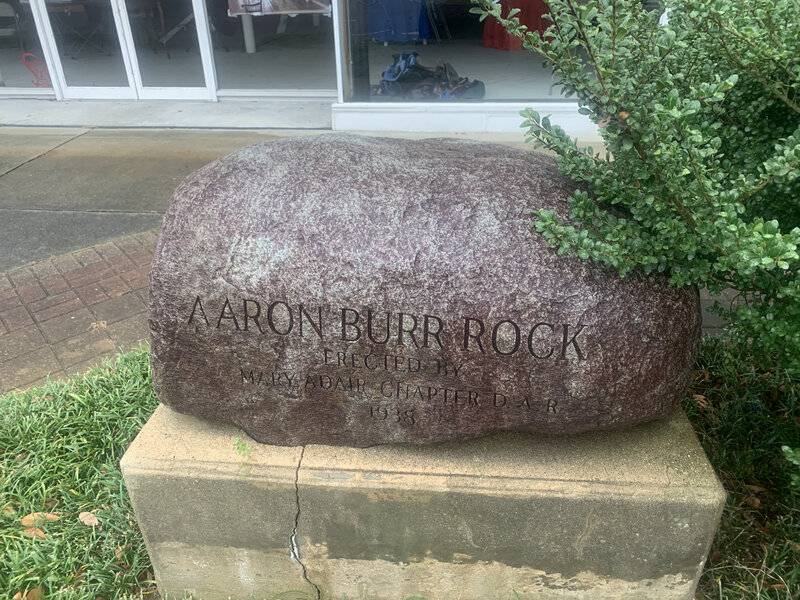 AARON BURR ROCK
ERECTED BY
MARY ADAIR CHAPTER D.A.R.
1938